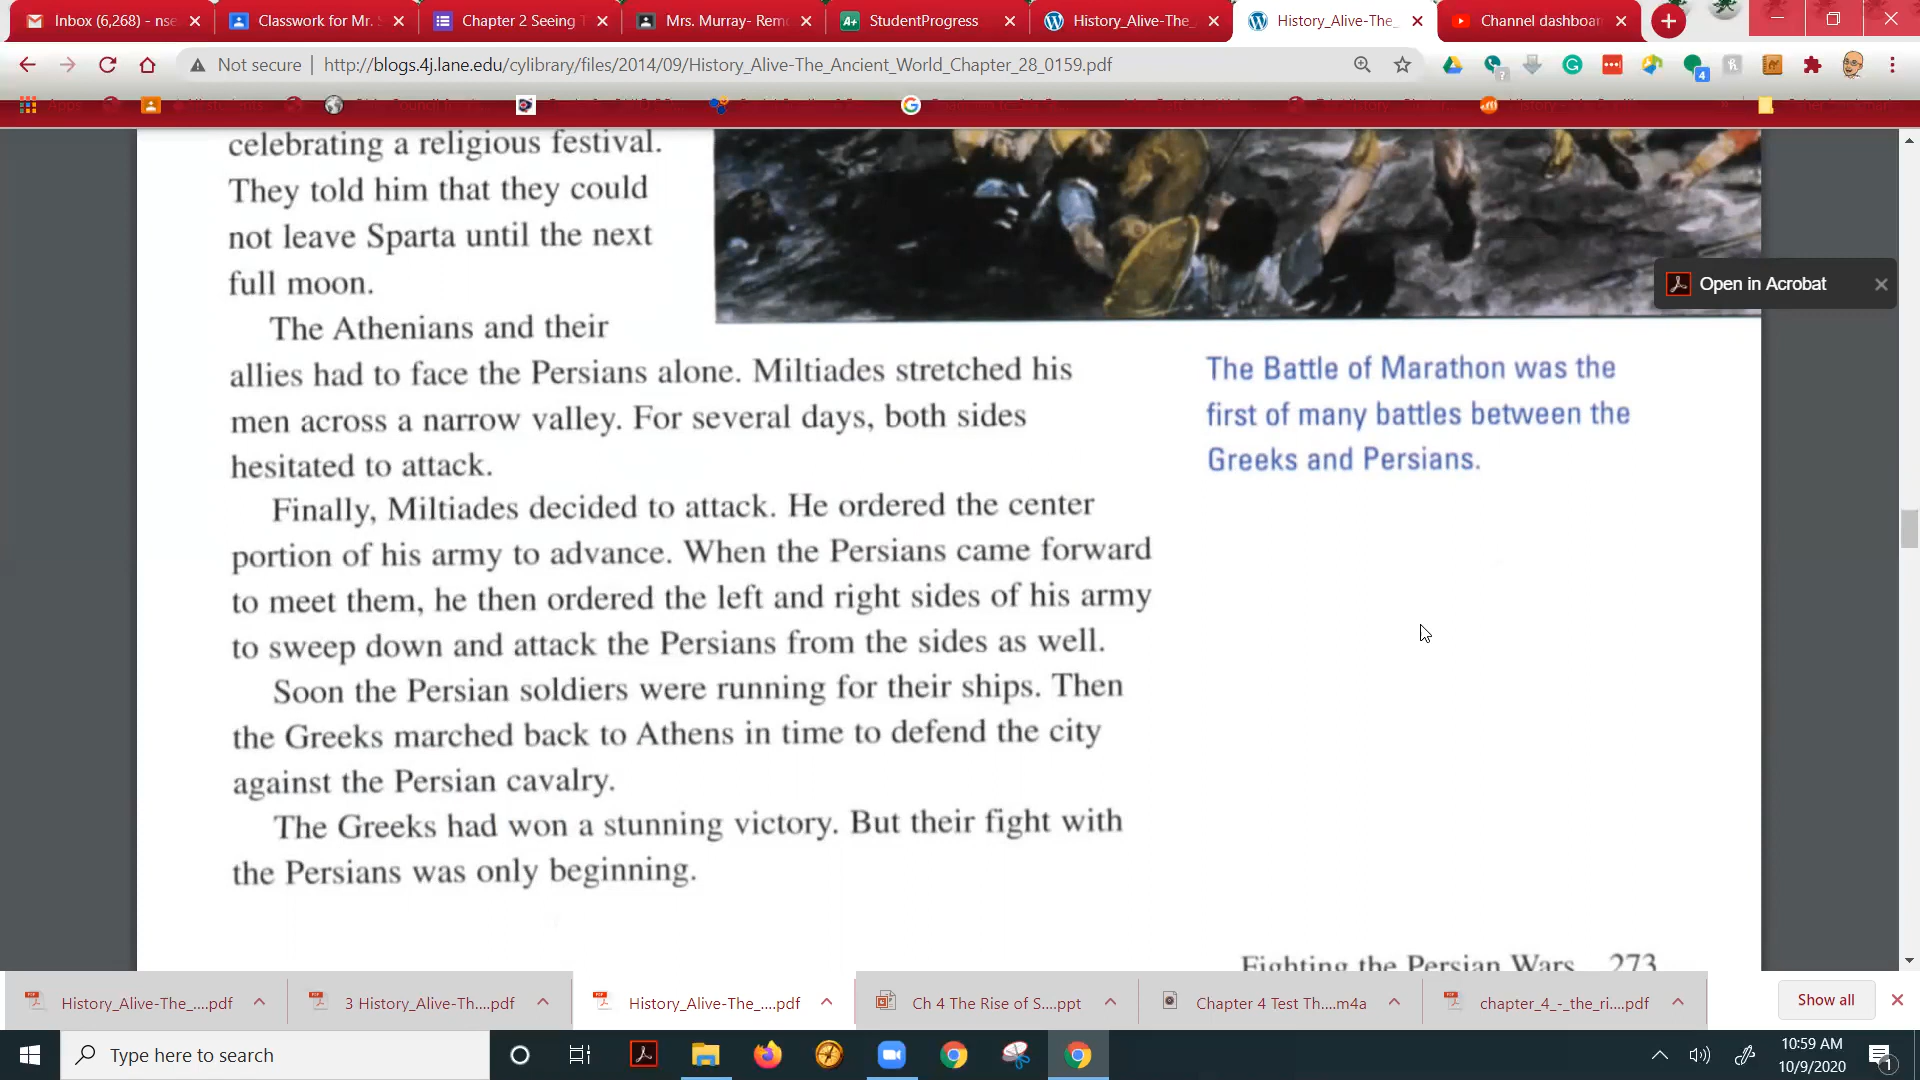 Inbox (6,268) - nse
Classwork for Mr. S
Chapter 2 Seeing T
Mrs. Murray- Remo
StudentProgress
History_Alive-The_
History_Alive-The_
Channel dashboar
Not secure
http://blogs.4j.lane.edu/cylibrary/files/2014/09/History_Alive-The_Ancient_World_Chapter_28_0159.pdf
Apps
celebrating a religious festival.
They told him that they could
not leave Sparta until the next
full moon.
The Athenians and their
allies had to face the Persians alone. Miltiades stretched his
men across a narrow valley. For several days, both sides
hesitated to attack.
Finally, Miltiades decided to attack. He ordered the center
portion of his army to advance. When the Persians came forward
to meet them, he then ordered the left and right sides of his army
to sweep down and attack the Persians from the sides as well.
Soon the Persian soldiers were running for their ships. Then
the Greeks marched back to Athens in time to defend the city
against the Persian cavalry.
The Greeks had won a stunning victory. But their fight with
the Persians was only beginning.
Open in Acrobat
The Battle of Marathon was the
first of many battles between the
Greeks and Persians.
Fighting the Persian Wars 273
History_Alive-The_....pdf
3 History_Alive-Th....pdf
History_Alive-The_....pdf
Ch 4 The Rise of S....ppt
Chapter 4 Test Th....m4a
chapter_4_-_the_ri....pdf
Show all
Type here to search
10:59 AM
10/9/2020